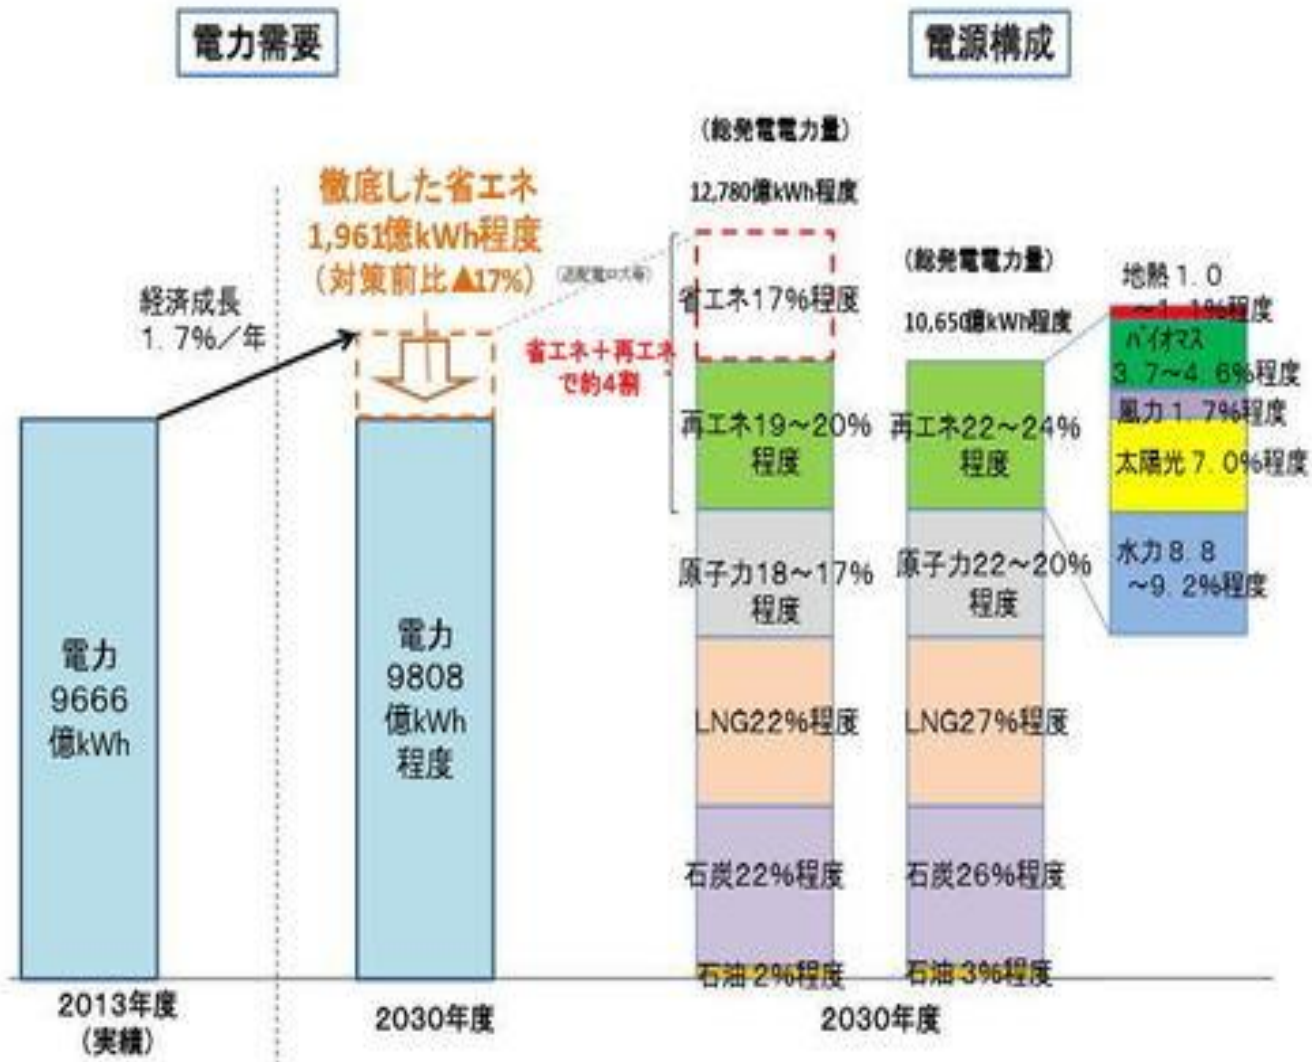 電力需要
電源構成
(総発電電力量)
12,780億kWh程度
徹底した省エネ
1,961億kWh程度
(対策前比▲17%)
(送配電ロス等)
経済成長
1.7%/年
省エネ+再エネ
で約4割
(総発電電力量)
10,650億kWh程度
電力
9666
億kWh
電力
9808
億kWh
程度
省エネ17%程度
再エネ19~20%
程度
原子力18~17%
程度
LNG22%程度
石炭22%程度
石油2%程度
再エネ22~24%
程度
原子力22~20%
程度
LNG27%程度
石炭26%程度
石油3%程度
地熱1.0
~1.1%程度
バイオマス
3.7~4.6%程度
風力1.7%程度
太陽光7.0%程度
水力8.8
~9.2%程度
2013年度
(実績)
2030年度
2030年度